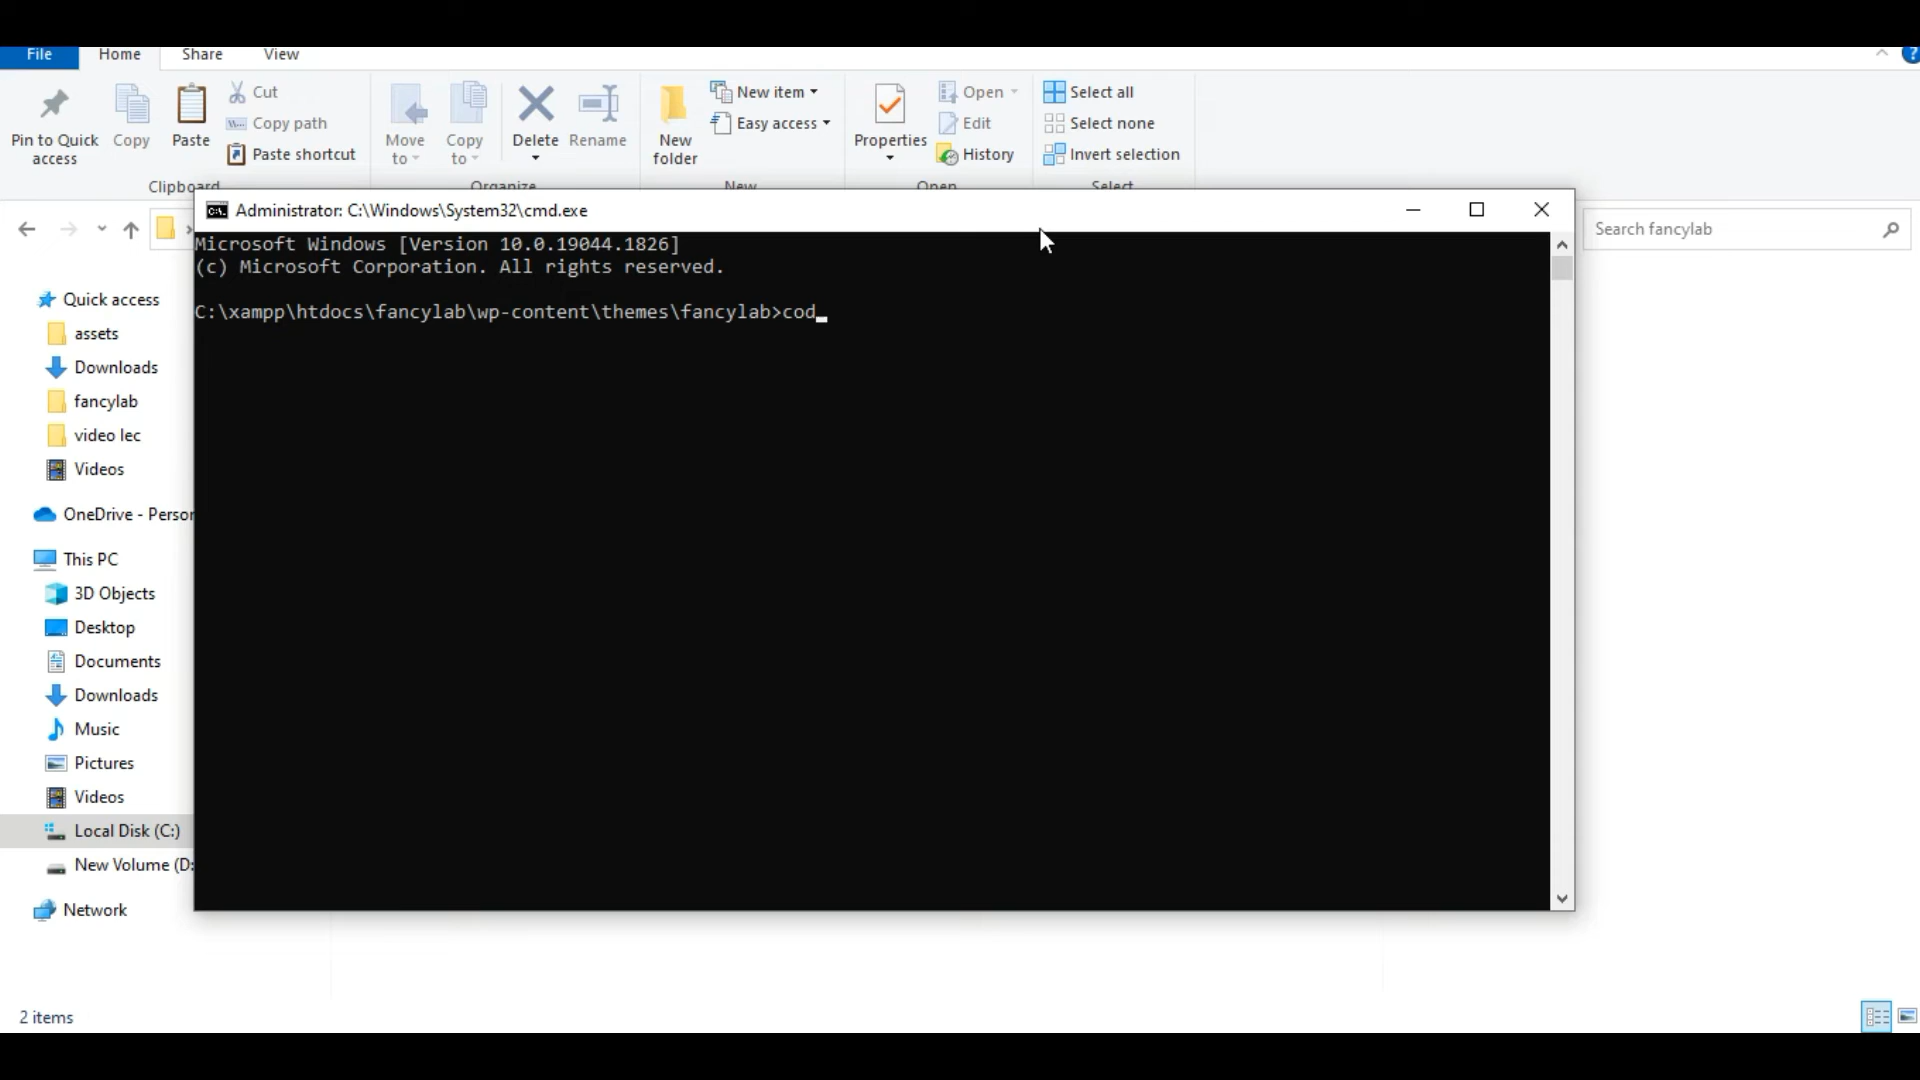 File Home Share View
Pin to Quick access
Copy
Paste
Cut
Copy path
Paste shortcut
Clipboard
Move to
Copy to
Delete
Rename
Organize
New folder
New item
Easy access
New
Properties
Open
Edit
History
Open
Select all
Select none
Invert selection
Select
Administrator: C:\Windows\System32\cmd.exe
Search fancylab
Microsoft Windows [Version 10.0.19044.1826]
(c) Microsoft Corporation. All rights reserved.
C:\xampp\htdocs\fancylab\wp-content\themes\fancylab>cod_
Quick access
assets
Downloads
fancylab
video lec
Videos
OneDrive - Person
This PC
3D Objects
Desktop
Documents
Downloads
Music
Pictures
Videos
Local Disk (C:)
New Volume (D:
Network
2 items